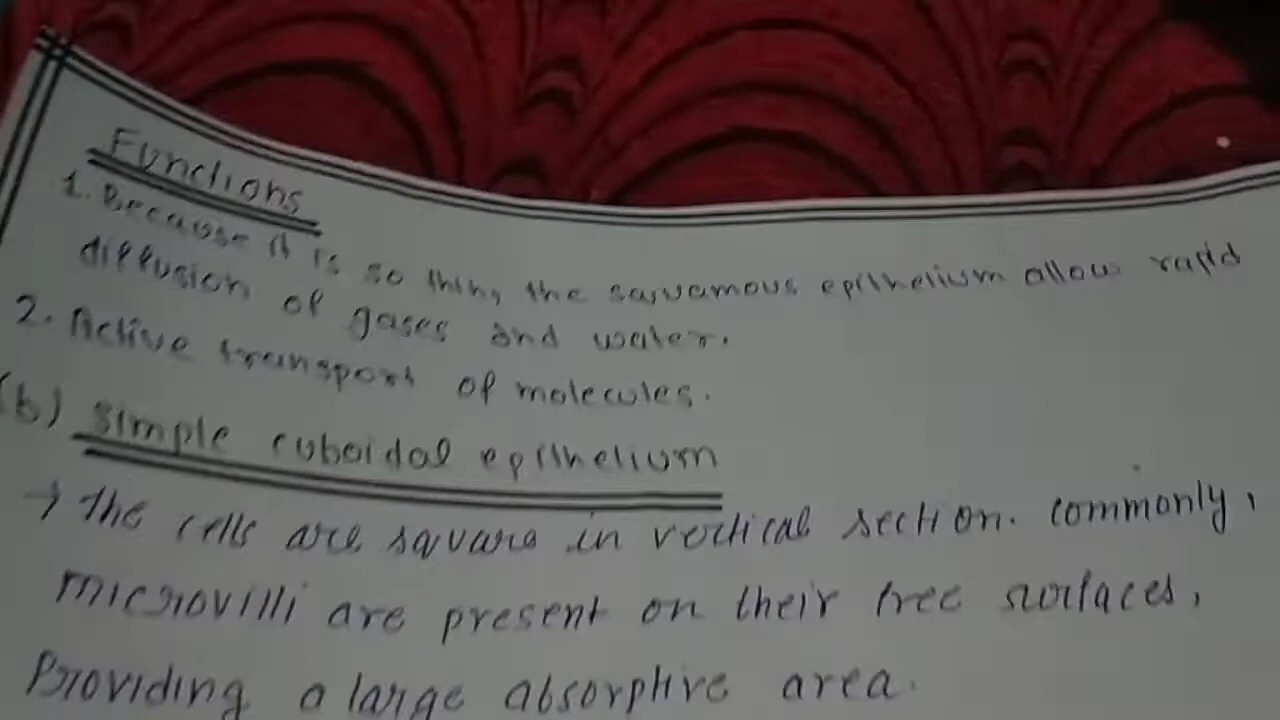 Functions
1. Because it is so thin, the squamous epithelium allow rapid
diffusion of gases and water.
2. Active transport of molecules.
(b) Simple cuboidal epithelium
→ The cells are square in vertical section. commonly,
microvilli are present on their free surfaces,
Providing a large absorptive area.